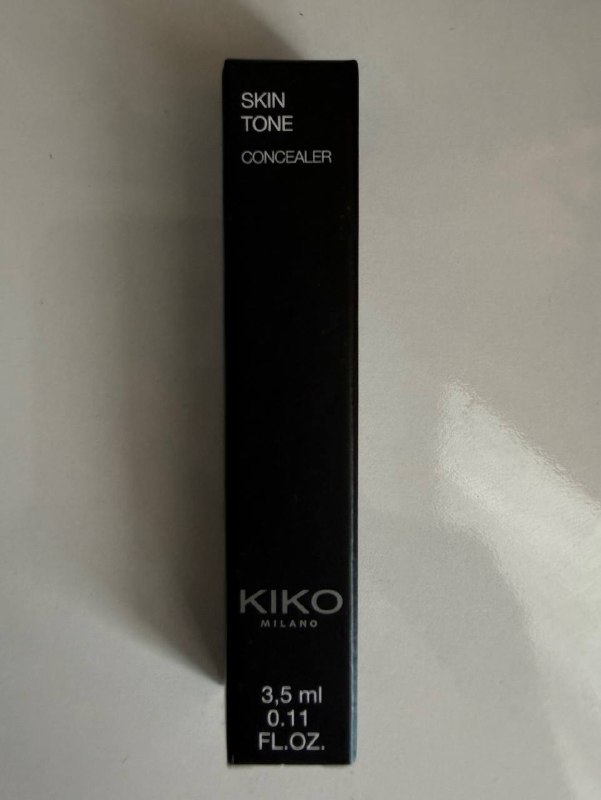 SKIN
TONE
CONCEALER
KIKO
MILANO
3,5 ml
0.11
FL.OZ.